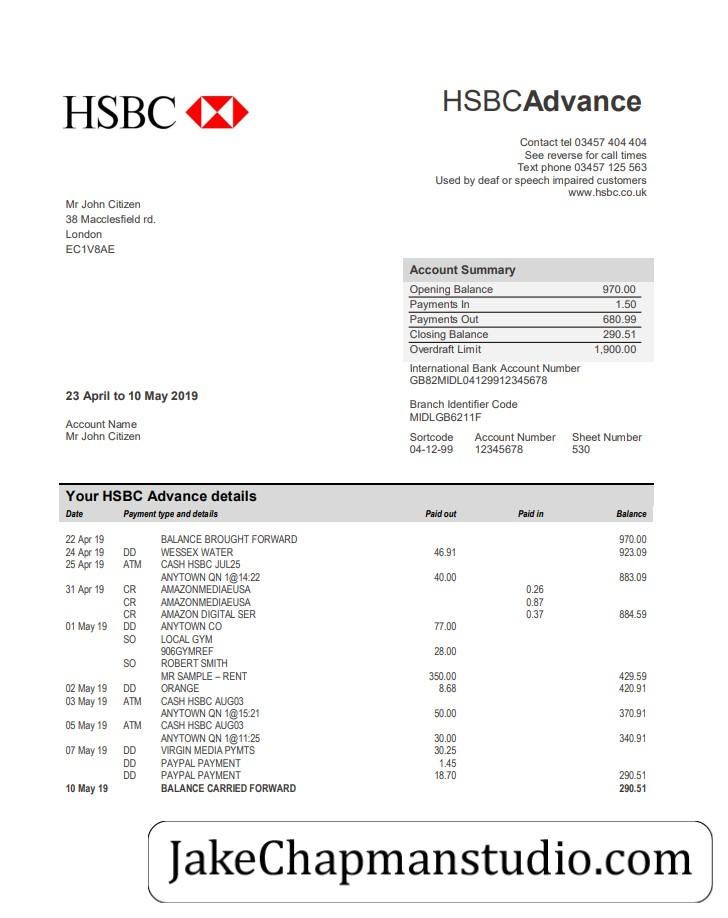 HSBC
HSBCAdvance
Contact tel 03457 404 404
See reverse for call times
Text phone 03457 125 563
Used by deaf or speech impaired customers
www.hsbc.co.uk
Mr John Citizen
38 Macclesfield rd.
London
EC1V8AE
Account Summary
Opening Balance 970.00
Payments In 1.50
Payments Out 680.99
Closing Balance 290.51
Overdraft Limit 1,900.00
International Bank Account Number
GB82MIDL04129912345678
23 April to 10 May 2019
Branch Identifier Code
MIDLGB6211F
Account Name
Mr John Citizen
Sortcode Account Number Sheet Number
04-12-99 12345678 530
Your HSBC Advance details
Date Payment type and details Paid out Paid in Balance
22 Apr 19 BALANCE BROUGHT FORWARD 970.00
24 Apr 19 DD WESSEX WATER 46.91 923.09
25 Apr 19 ATM CASH HSBC JUL25
ANYTOWN QN 1@14:22 40.00 883.09
31 Apr 19 CR AMAZONMEDIAEUSA 0.26
CR AMAZONMEDIAEUSA 0.87
CR AMAZON DIGITAL SER 0.37 884.59
01 May 19 DD ANYTOWN CO 77.00
SO LOCAL GYM
906GYMREF 28.00
SO ROBERT SMITH
MR SAMPLE – RENT 350.00 429.59
02 May 19 DD ORANGE 8.68 420.91
03 May 19 ATM CASH HSBC AUG03
ANYTOWN QN 1@15:21 50.00 370.91
05 May 19 ATM CASH HSBC AUG03
ANYTOWN QN 1@11:25 30.00 340.91
07 May 19 DD VIRGIN MEDIA PYMTS 30.25
DD PAYPAL PAYMENT 1.45
DD PAYPAL PAYMENT 18.70 290.51
10 May 19 BALANCE CARRIED FORWARD 290.51
JakeChapmanstudio.com